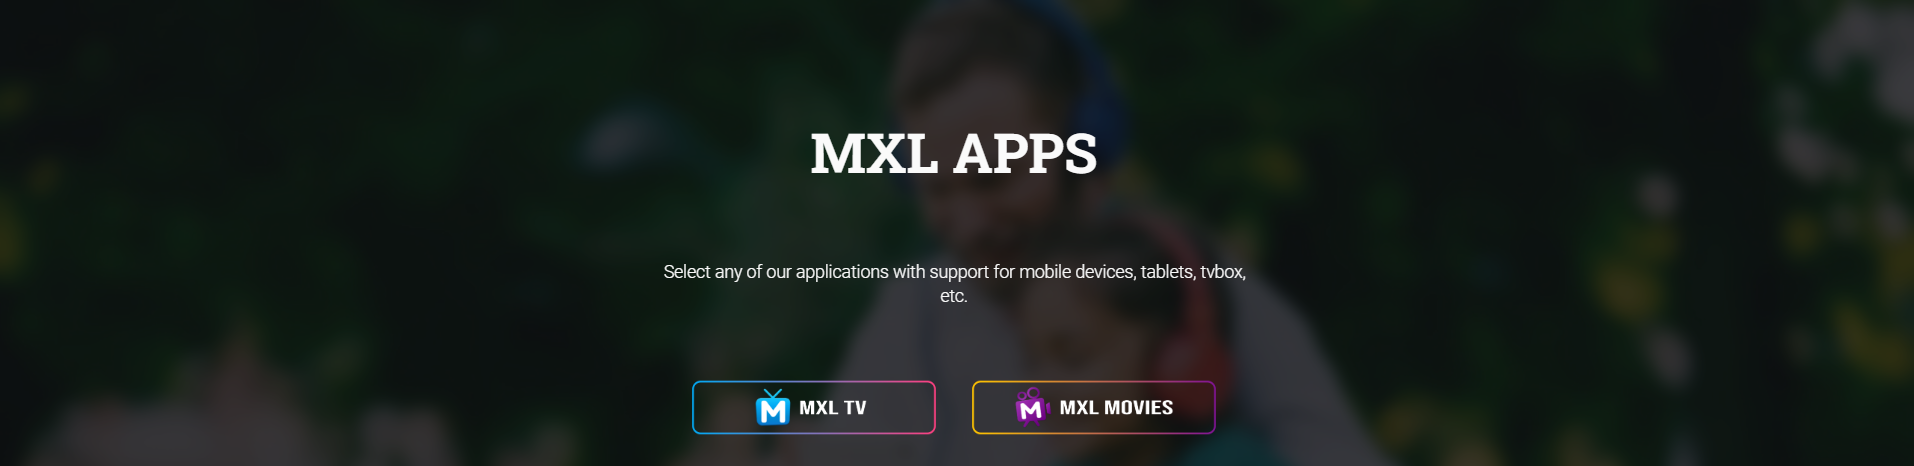 MXL APPS
Select any of our applications with support for mobile devices, tablets, tvbox,
etc.
M MXL TV
M MXL MOVIES